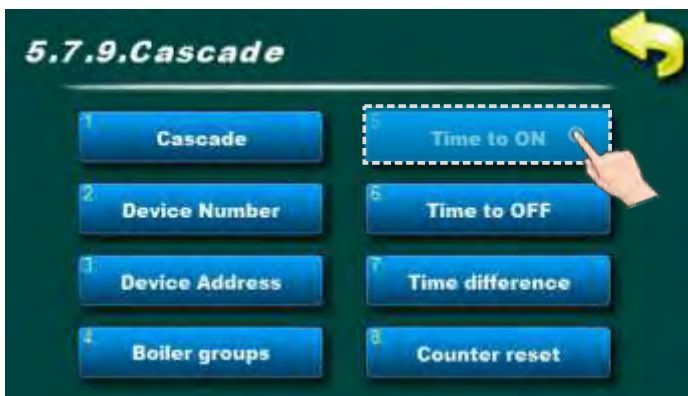 5.7.9.Cascade
1 Cascade
2 Device Number
3 Device Address
4 Boiler groups
5 Time to ON
6 Time to OFF
7 Time difference
8 Counter reset